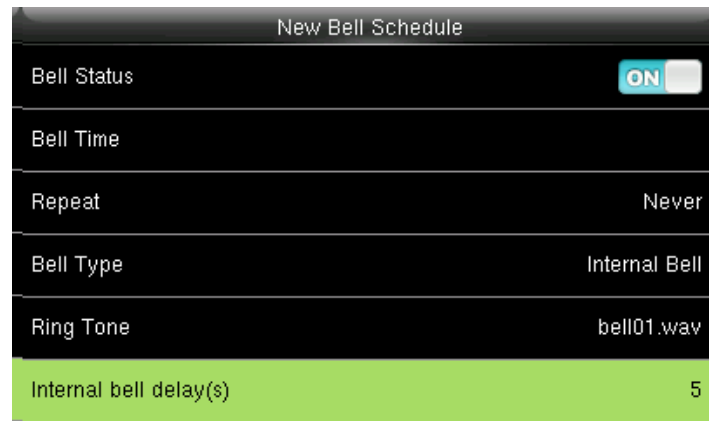 New Bell Schedule
Bell Status ON
Bell Time
Repeat Never
Bell Type Internal Bell
Ring Tone bell01.wav
Internal bell delay(s) 5